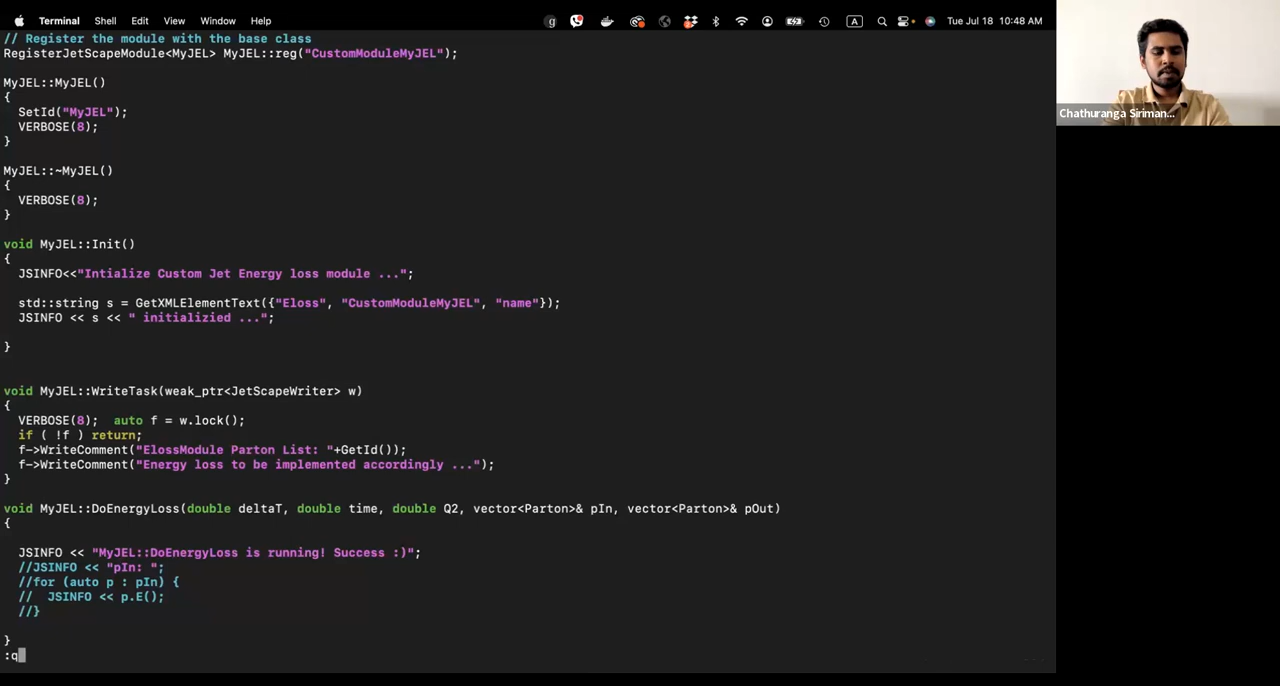 Terminal Shell Edit View Window Help Tue Jul 18 10:48 AM
// Register the module with the base class
RegisterJetScapeModule<MyJEL> MyJEL::reg("CustomModuleMyJEL");
MyJEL::MyJEL()
{
  SetId("MyJEL");
  VERBOSE(8);
}
MyJEL::~MyJEL()
{
  VERBOSE(8);
}
void MyJEL::Init()
{
  JSINFO<<"Intialize Custom Jet Energy loss module ...";
  std::string s = GetXMLElementText({"Eloss", "CustomModuleMyJEL", "name"});
  JSINFO << s << " initializied ...";
}
void MyJEL::WriteTask(weak_ptr<JetScapeWriter> w)
{
  VERBOSE(8);  auto f = w.lock();
  if ( !f ) return;
  f->WriteComment("ElossModule Parton List: "+GetId());
  f->WriteComment("Energy loss to be implemented accordingly ...");
}
void MyJEL::DoEnergyLoss(double deltaT, double time, double Q2, vector<Parton>& pIn, vector<Parton>& pOut)
{
  JSINFO << "MyJEL::DoEnergyLoss is running! Success :)";
  //JSINFO << "pIn: ";
  //for (auto p : pIn) {
  //  JSINFO << p.E();
  //}
}
:q
Chathuranga Siriman...